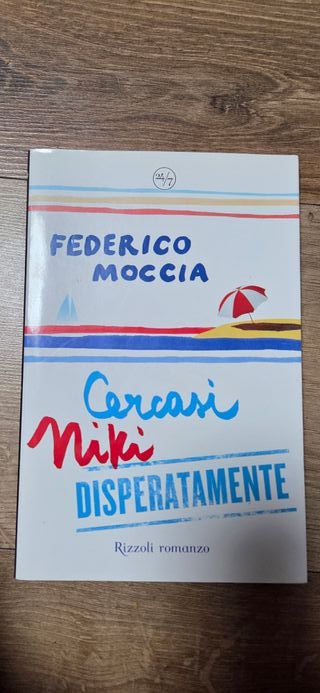 24/7
FEDERICO
MOCCIA
Cercasi
Niki
DISPERATAMENTE
Rizzoli romanzo